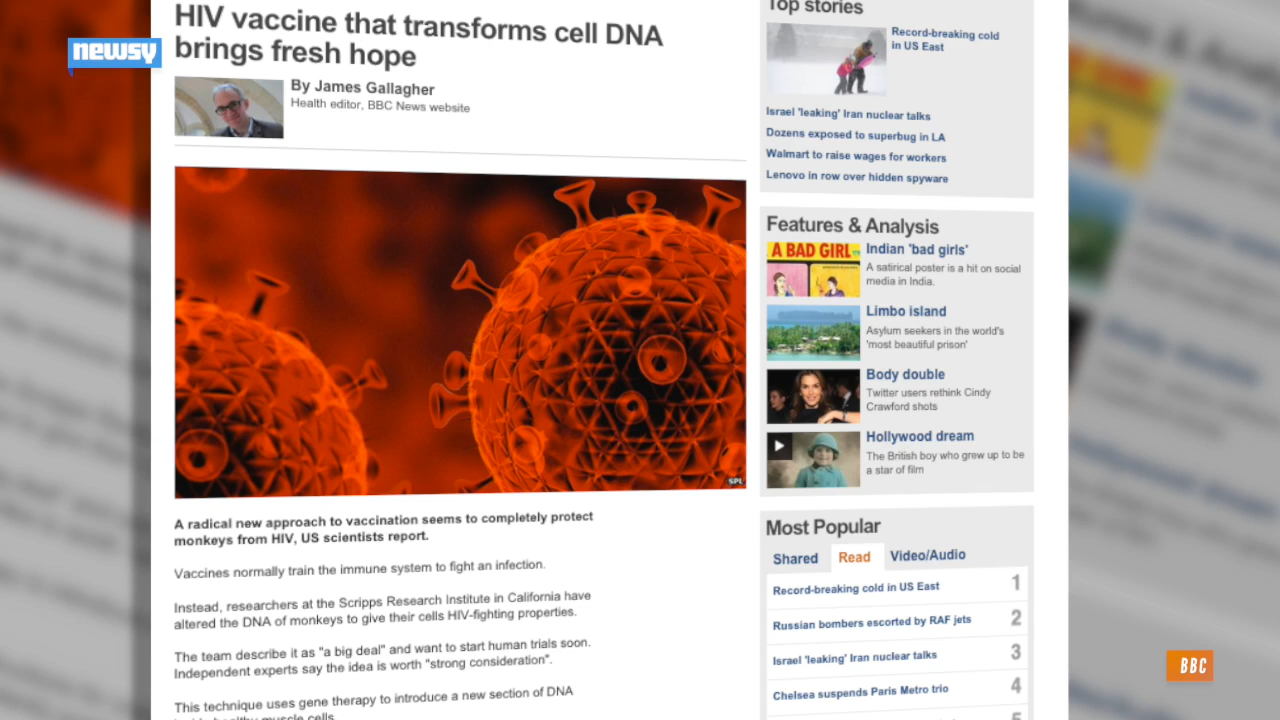 newsy
HIV vaccine that transforms cell DNA
brings fresh hope
By James Gallagher
Health editor, BBC News website
SPL
A radical new approach to vaccination seems to completely protect
monkeys from HIV, US scientists report.
Vaccines normally train the immune system to fight an infection.
Instead, researchers at the Scripps Research Institute in California have
altered the DNA of monkeys to give their cells HIV-fighting properties.
The team describe it as "a big deal" and want to start human trials soon.
Independent experts say the idea is worth "strong consideration".
This technique uses gene therapy to introduce a new section of DNA
healthy muscle cells.
Top stories
Record-breaking cold
in US East
Israel 'leaking' Iran nuclear talks
Dozens exposed to superbug in LA
Walmart to raise wages for workers
Lenovo in row over hidden spyware
Features & Analysis
A BAD GIRL
Indian 'bad girls'
A satirical poster is a hit on social
media in India.
Limbo island
Asylum seekers in the world's
'most beautiful prison'
Body double
Twitter users rethink Cindy
Crawford shots
Hollywood dream
The British boy who grew up to be
a star of film
Most Popular
Shared Read Video/Audio
Record-breaking cold in US East 1
Russian bombers escorted by RAF jets 2
Israel 'leaking' Iran nuclear talks 3
Chelsea suspends Paris Metro trio 4
BBC